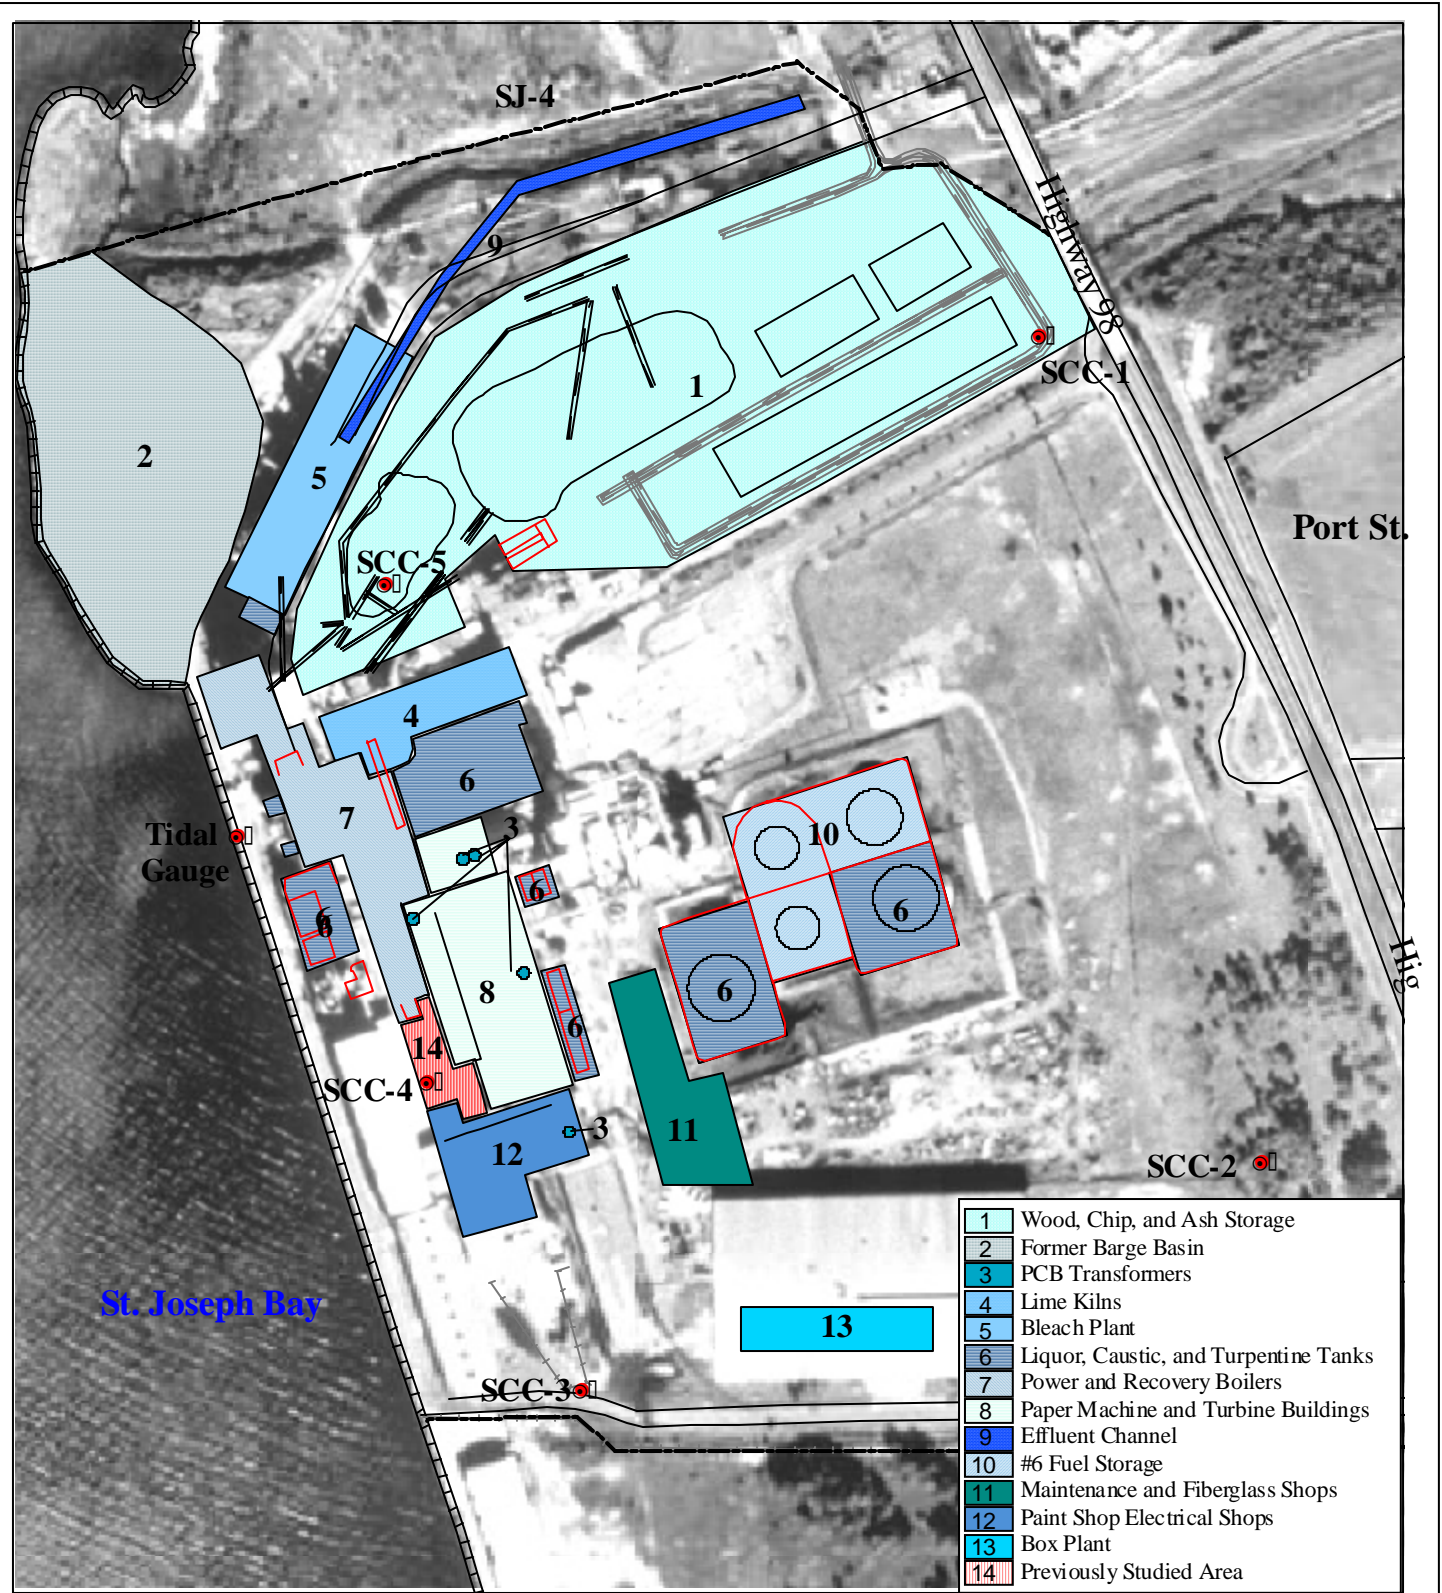 SJ-4
9
Highway 98
1
SCC-1
2
5
Port St.
SCC-5
4
6
7
3
10
Tidal
Gauge
6
6
6
6
8
6
6
14
SCC-4
3
11
12
SCC-2
St. Joseph Bay
13
SCC-3
Hig
1 Wood, Chip, and Ash Storage
2 Former Barge Basin
3 PCB Transformers
4 Lime Kilns
5 Bleach Plant
6 Liquor, Caustic, and Turpentine Tanks
7 Power and Recovery Boilers
8 Paper Machine and Turbine Buildings
9 Effluent Channel
10 #6 Fuel Storage
11 Maintenance and Fiberglass Shops
12 Paint Shop Electrical Shops
13 Box Plant
14 Previously Studied Area